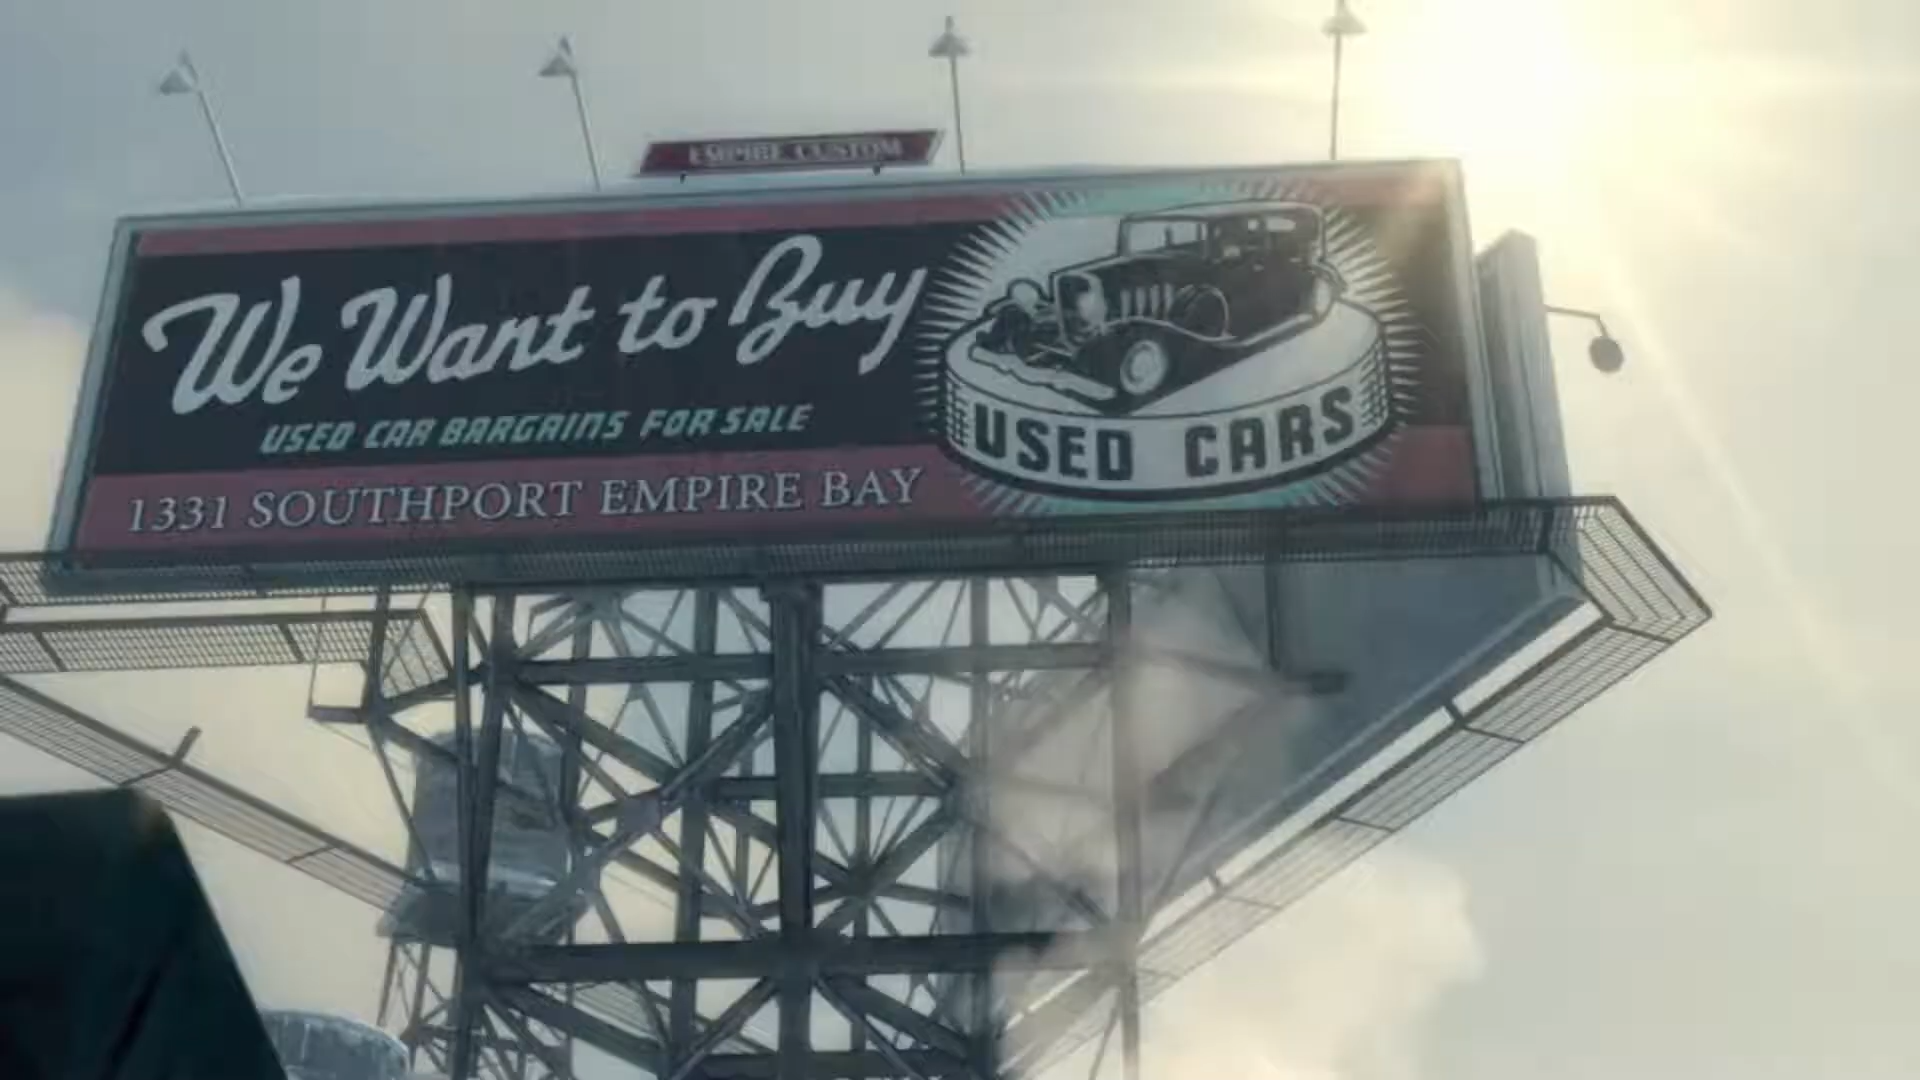 EMPIRE CUSTOM
We Want to Buy
USED CAR BARGAINS FOR SALE
1331 SOUTHPORT EMPIRE BAY
USED CARS